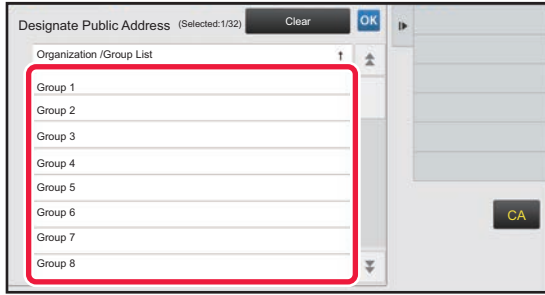 Designate Public Address (Selected:1/32) Clear OK
Organization /Group List
Group 1
Group 2
Group 3
Group 4
Group 5
Group 6
CA
Group 7
Group 8